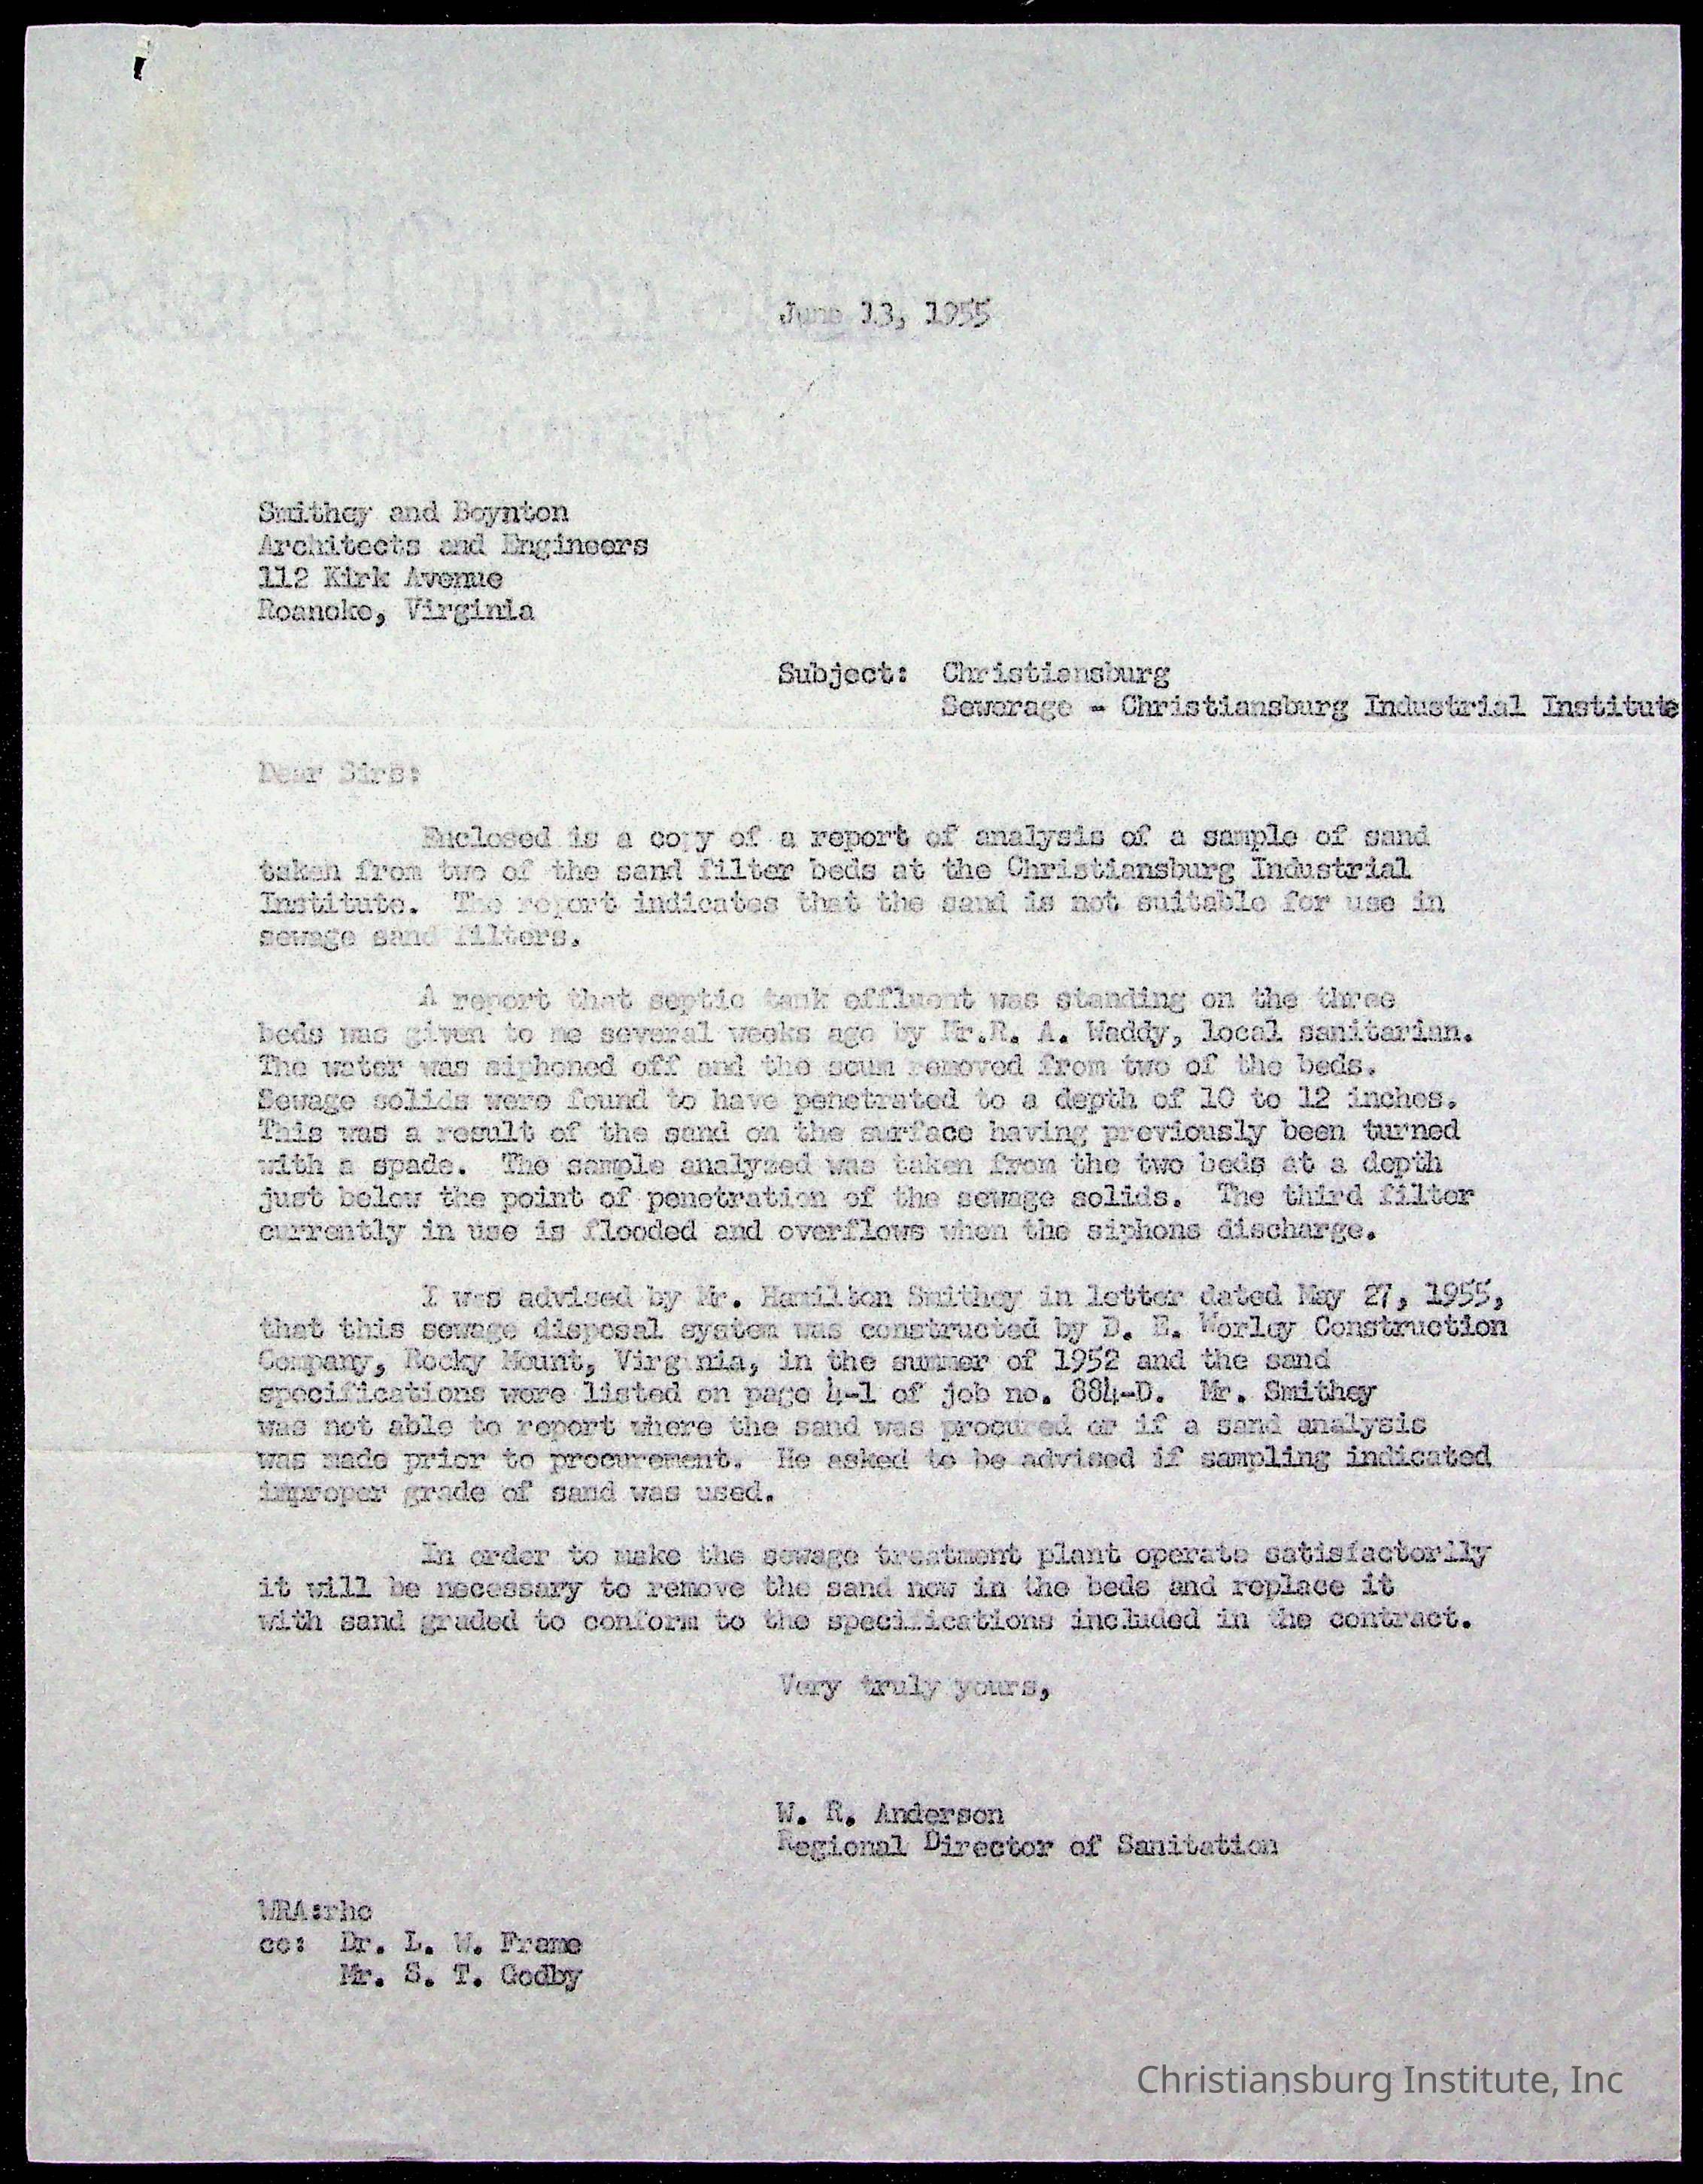 June 13, 1955
Smithey and Boynton
Architects and Engineers
112 Kirk Avenue
Roanoke, Virginia
Subject: Christiansburg
Sewerage - Christiansburg Industrial Institute
Dear Sirs:
Enclosed is a copy of a report of analysis of a sample of sand
taken from two of the sand filter beds at the Christiansburg Industrial
Institute. The report indicates that the sand is not suitable for use in
sewage sand filters.
A report that septic tank effluent was standing on the three
beds was given to me several weeks ago by Mr.R. A. Waddy, local sanitarian.
The water was siphoned off and the scum removed from two of the beds.
Sewage solids were found to have penetrated to a depth of 10 to 12 inches.
This was a result of the sand on the surface having previously been turned
with a spade. The sample analyzed was taken from the two beds at a depth
just below the point of penetration of the sewage solids. The third filter
currently in use is flooded and overflows when the siphons discharge.
I was advised by Mr. Hamilton Smithey in letter dated May 27, 1955,
that this sewage disposal system was constructed by D. E. Worley Construction
Company, Rocky Mount, Virginia, in the summer of 1952 and the sand
specifications were listed on page 4-1 of job no. 884-D. Mr. Smithey
was not able to report where the sand was procured or if a sand analysis
was made prior to procurement. He asked to be advised if sampling indicated
improper grade of sand was used.
In order to make the sewage treatment plant operate satisfactorily
it will be necessary to remove the sand now in the beds and replace it
with sand graded to conform to the specifications included in the contract.
Very truly yours,
W. R. Anderson
Regional Director of Sanitation
WRA:rhc
cc: Dr. L. W. Frame
Mr. S. T. Godby
Christiansburg Institute, Inc